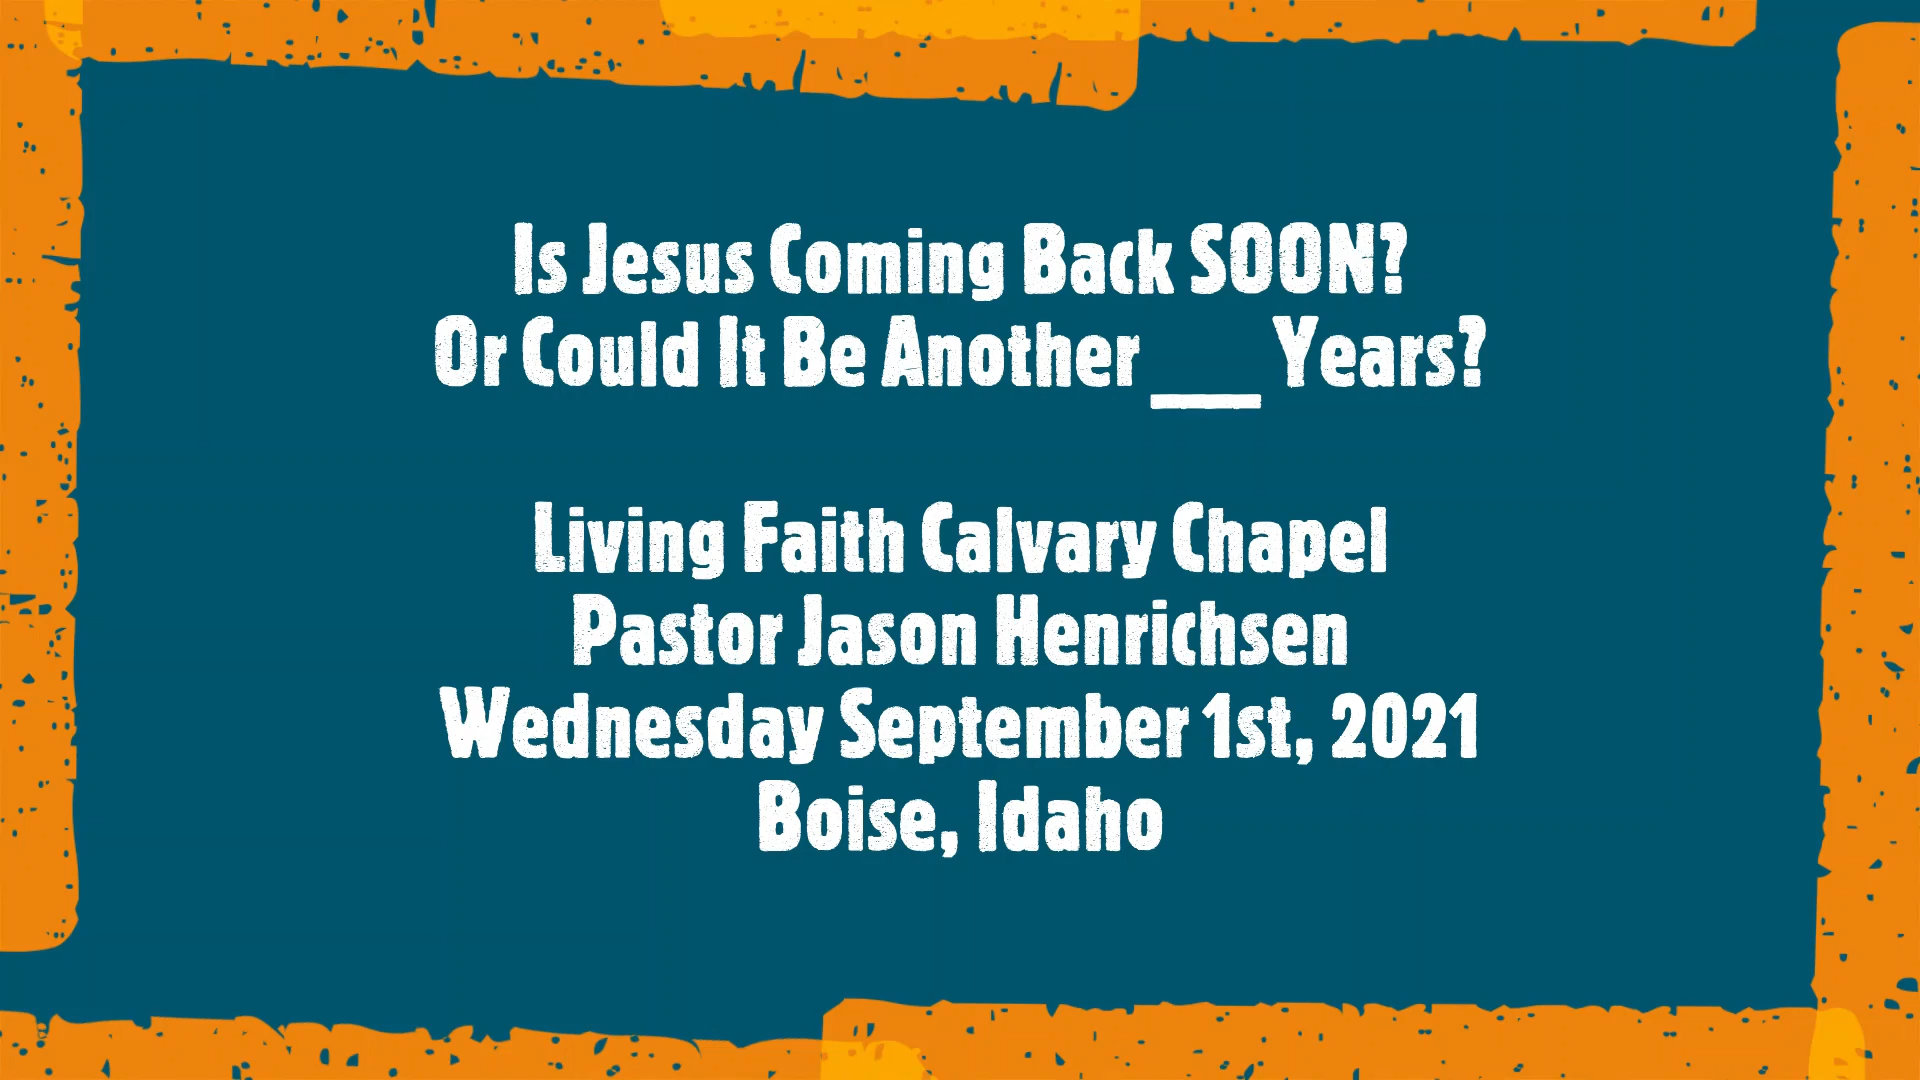 Is Jesus Coming Back SOON?
Or Could It Be Another ___ Years?
Living Faith Calvary Chapel
Pastor Jason Henrichsen
Wednesday September 1st, 2021
Boise, Idaho